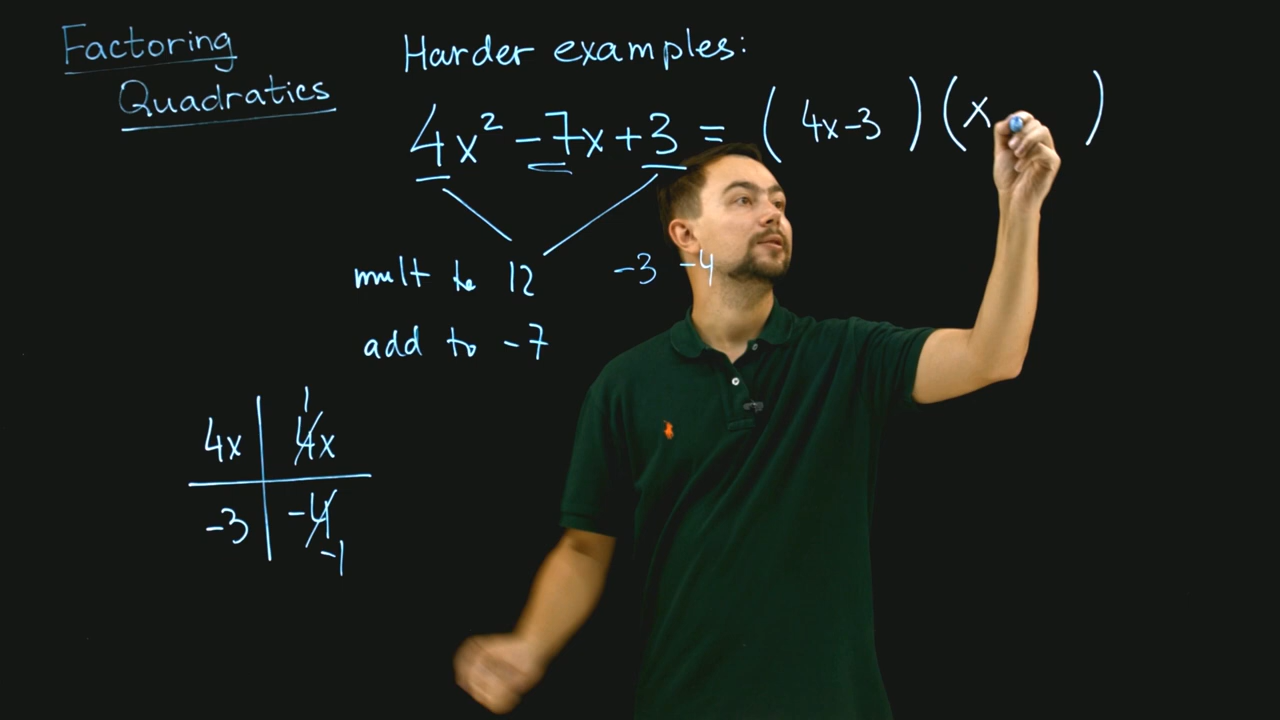 Factoring
Quadratics
Harder examples:
4x² - 7x + 3 = ( 4x-3 ) ( x )
mult to 12 -3 -4
add to -7
1
4x 4x
-3 -4
-1